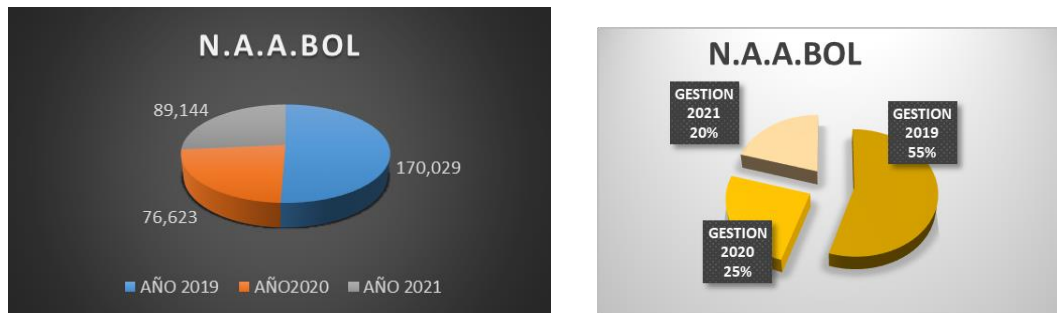 N.A.A.BOL
89,144
170,029
76,623
AÑO 2019 AÑO2020 AÑO 2021
N.A.A.BOL
GESTION
2021
20%
GESTION
2019
55%
GESTION
2020
25%